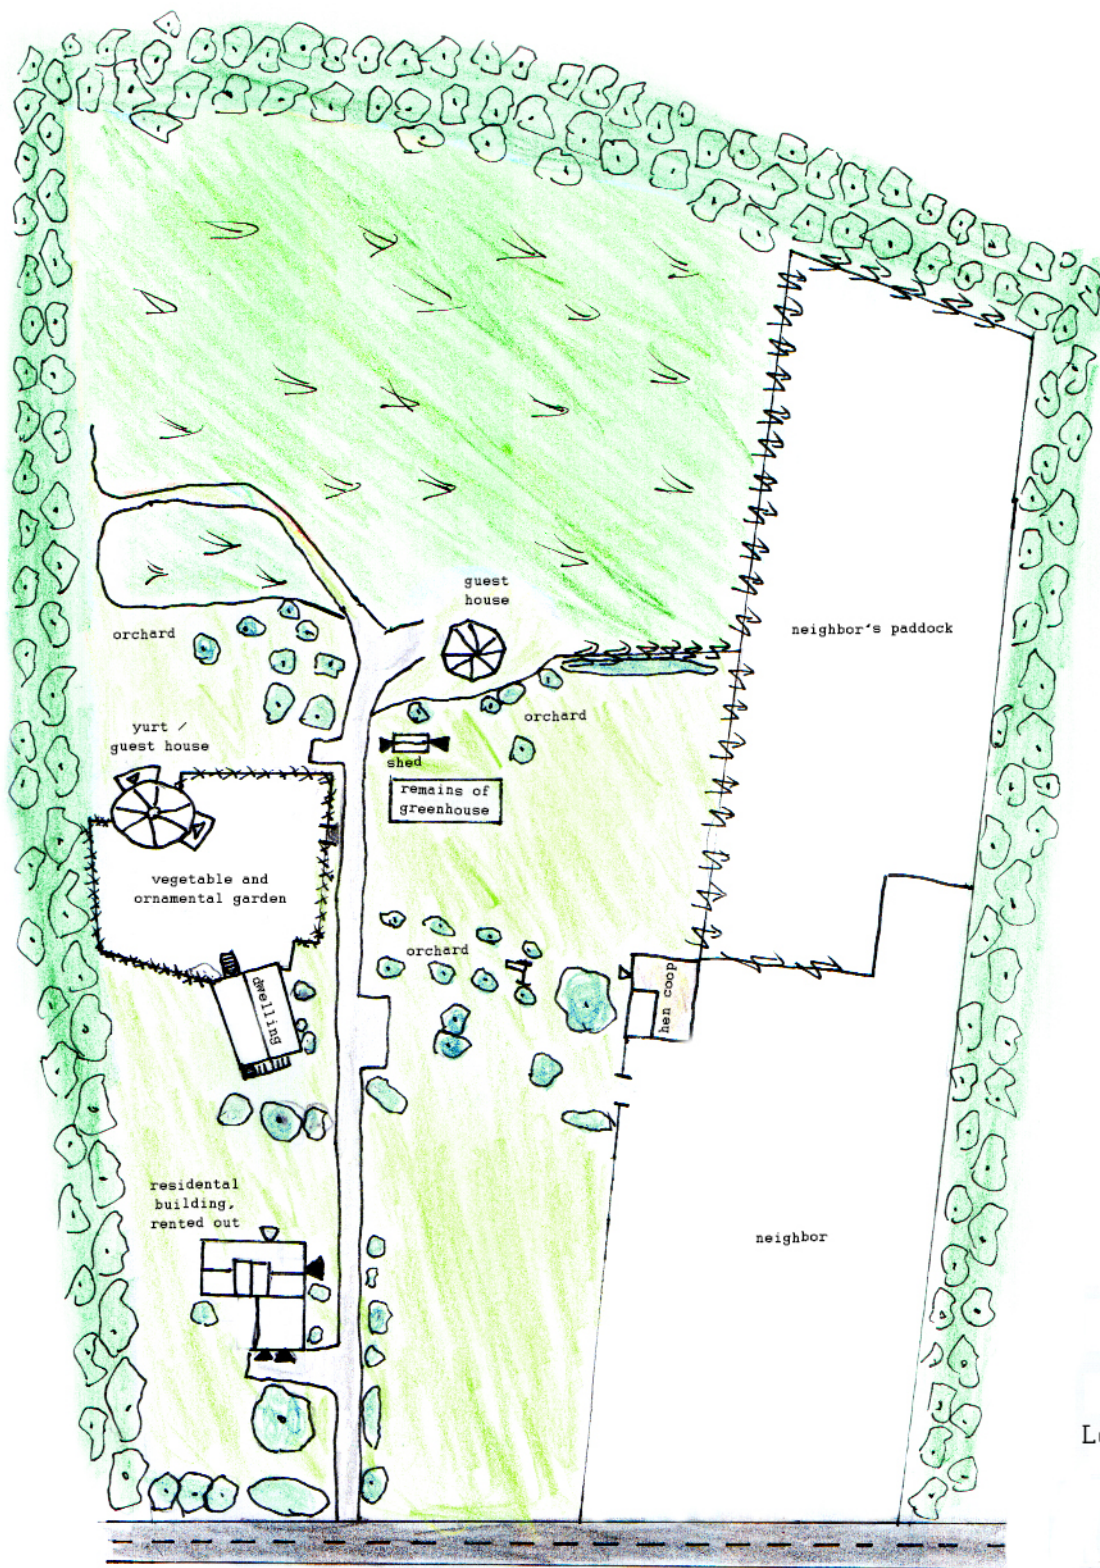 guest
house
neighbor's paddock
orchard
orchard
yurt /
guest house
shed
remains of
greenhouse
vegetable and
ornamental garden
orchard
dwelling
hen coop
residental
building,
rented out
neighbor